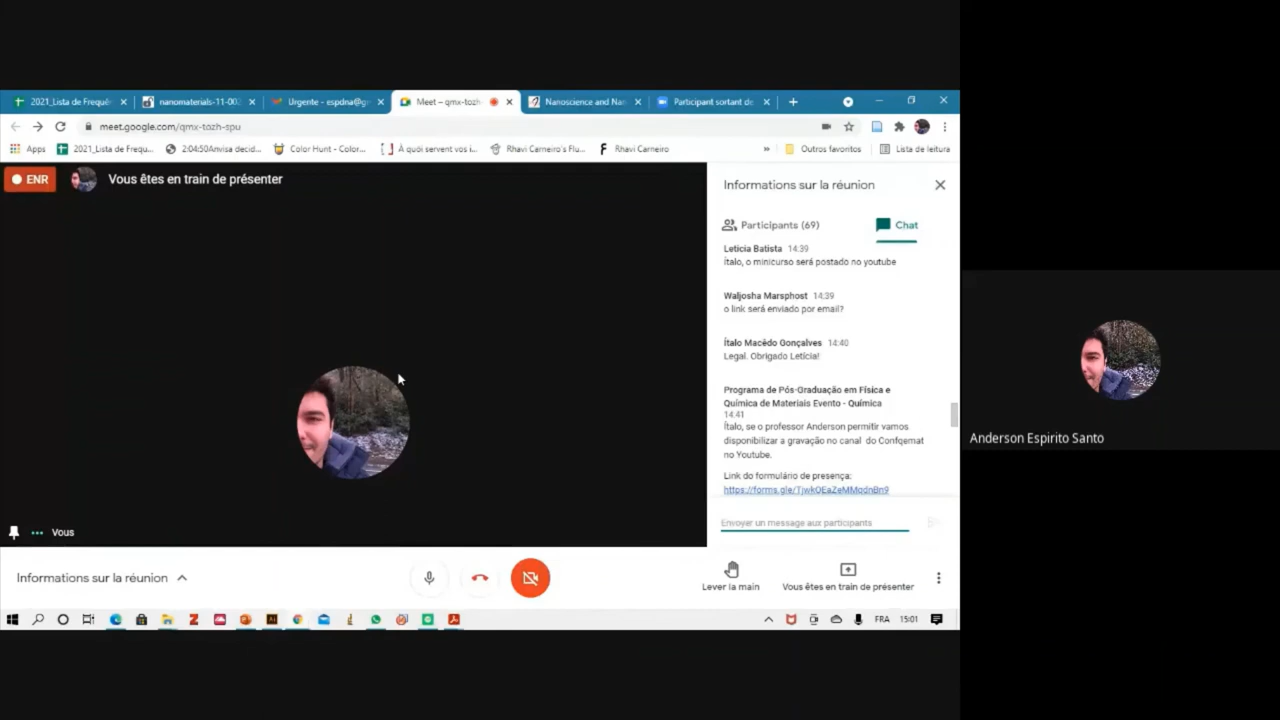 2021_Lista de Frequê
nanomaterials-11-002
Urgente - espdna@g
Meet – qmx-tozh-
Nanoscience and Nan
Participant sortant de
meet.google.com/qmx-tozh-spu
Apps
2021_Lista de Frequ...
2:04:50Anvisa decid...
Color Hunt - Color...
À quoi servent vos i...
Rhavi Carneiro's Flu...
Rhavi Carneiro
»
Outros favoritos
Lista de leitura
ENR
Vous êtes en train de présenter
Informations sur la réunion
Participants (69)
Chat
Letícia Batista 14:39
Ítalo, o minicurso será postado no youtube
Waljosha Marsphost 14:39
o link será enviado por email?
Ítalo Macêdo Gonçalves 14:40
Legal. Obrigado Letícia!
Programa de Pós-Graduação em Física e
Química de Materiais Evento - Química
14:41
Ítalo, se o professor Anderson permitir vamos
disponibilizar a gravação no canal do Confqemat
no Youtube.
Link do formulário de presença:
https://forms.gle/TjwkOEaZeMMqdnBn9
Envoyer un message aux participants
Vous
Informations sur la réunion
Lever la main
Vous êtes en train de présenter
FRA
15:01
Anderson Espirito Santo